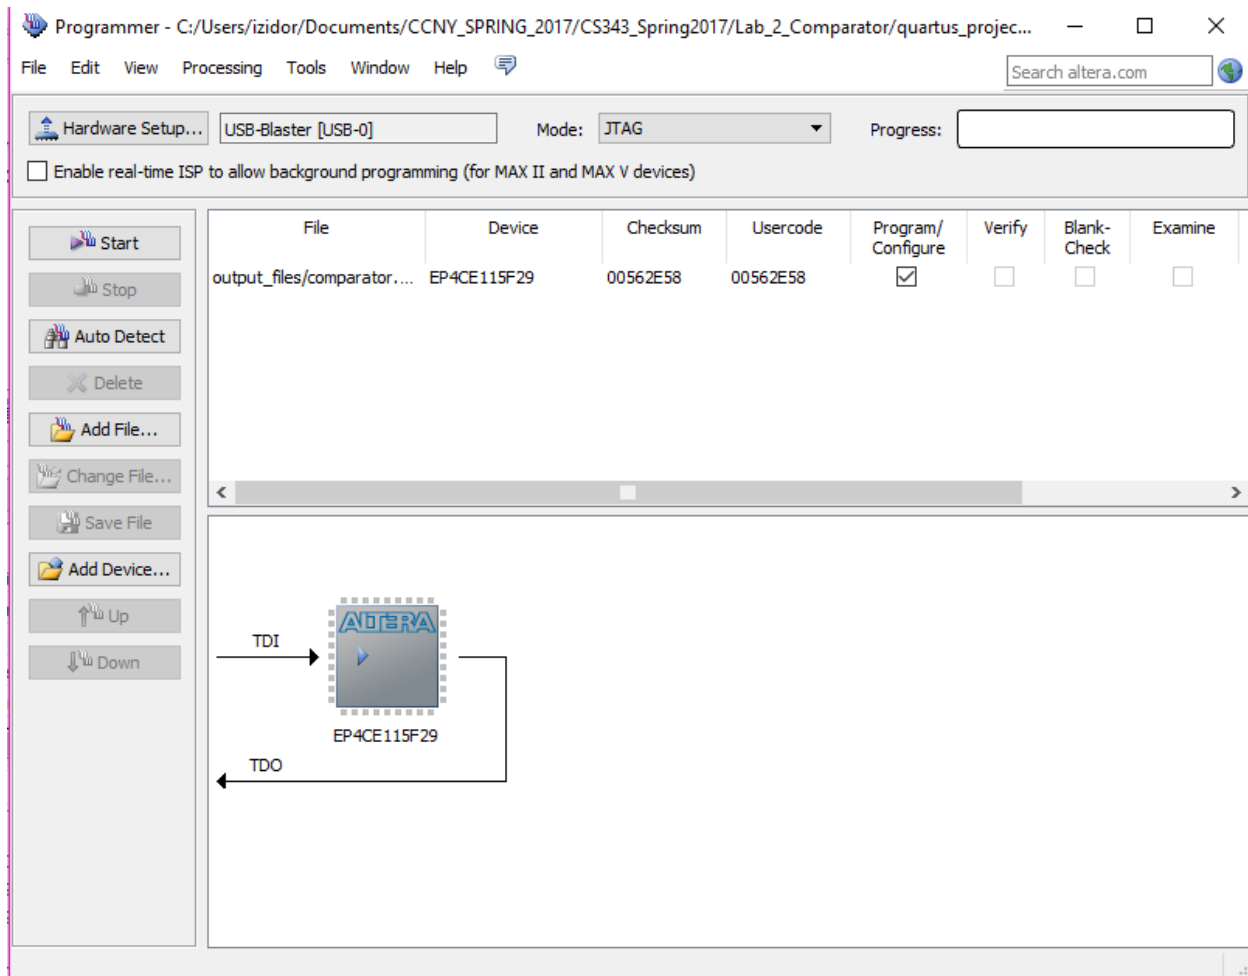 Programmer - C:/Users/izidor/Documents/CCNY_SPRING_2017/CS343_Spring2017/Lab_2_Comparator/quartus_projec...
File Edit View Processing Tools Window Help
Search altera.com
Hardware Setup... USB-Blaster [USB-0] Mode: JTAG Progress:
Enable real-time ISP to allow background programming (for MAX II and MAX V devices)
Start
Stop
Auto Detect
Delete
Add File...
Change File...
Save File
Add Device...
Up
Down
File Device Checksum Usercode Program/ Verify Blank- Examine
Configure Check
output_files/comparator.... EP4CE115F29 00562E58 00562E58
ALTERA
TDI
EP4CE115F29
TDO